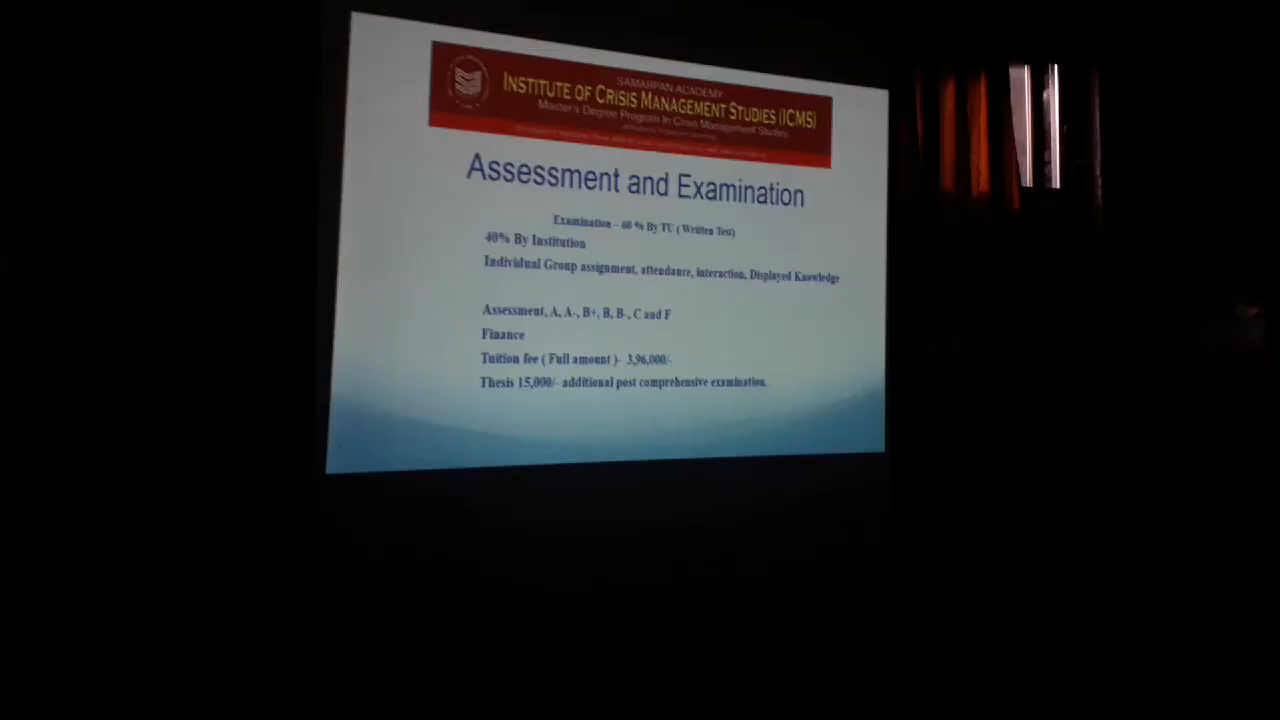 SAMARPAN ACADEMY
INSTITUTE OF CRISIS MANAGEMENT STUDIES (ICMS)
Master's Degree Program in Crisis Management Studies
Assessment and Examination
Examination – 60 % By TU ( Written Test)
40% By Institution
Individual Group assignment, attendance, interaction, Displayed Knowledge
Assessment, A, A-, B+, B, B-, C and F
Finance
Tuition fee ( Full amount )- 3,96,000/-
Thesis 15,000/- additional post comprehensive examination.